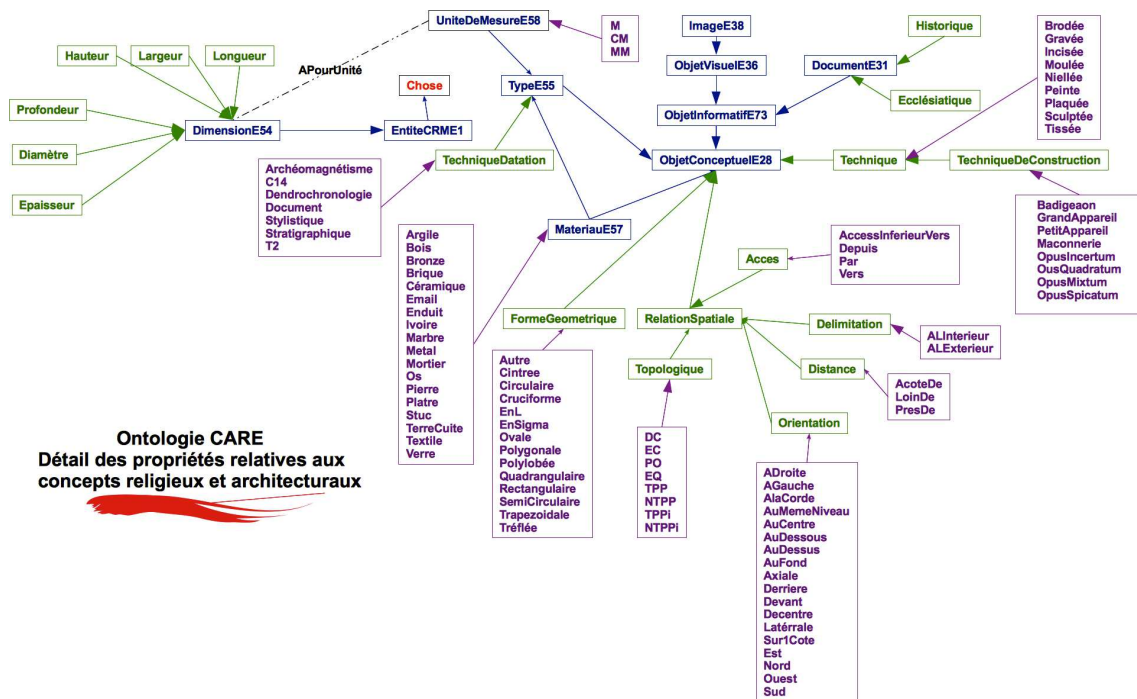 UniteDeMesureE58
M
CM
MM
ImageE38
Historique
Brodée
Gravée
Incisée
Moulée
Niellée
Peinte
Plaquée
Sculptée
Tissée
Hauteur
Largeur
Longueur
APourUnité
ObjetVisuelE36
DocumentE31
Chose
TypeE55
Ecclésiatique
Profondeur
DimensionE54
EntiteCRME1
ObjetInformatifE73
Diamètre
TechniqueDatation
ObjetConceptuelE28
Technique
TechniqueDeConstruction
Epaisseur
Archéomagnétisme
C14
Dendrochronologie
Document
Stylistique
Stratigraphique
T2
Badigeaon
GrandAppareil
PetitAppareil
Maconnerie
OpusIncertum
OusQuadratum
OpusMixtum
OpusSpicatum
MateriauE57
Argile
Bois
Bronze
Brique
Céramique
Email
Enduit
Ivoire
Marbre
Metal
Mortier
Os
Pierre
Platre
Stuc
TerreCuite
Textile
Verre
Acces
AccessInferieurVers
Depuis
Par
Vers
FormeGeometrique
RelationSpatiale
Delimitation
ALInterieur
ALExterieur
Autre
Cintree
Circulaire
Cruciforme
EnL
EnSigma
Ovale
Polygonale
Polylobée
Quadrangulaire
Rectangulaire
SemiCirculaire
Trapezoidale
Tréflée
Topologique
Distance
AcoteDe
LoinDe
PresDe
DC
EC
PO
EQ
TPP
NTPP
TPPi
NTPPi
Orientation
ADroite
AGauche
AlaCorde
AuMemeNiveau
AuCentre
AuDessous
AuDessus
AuFond
Axiale
Derriere
Devant
Decentre
Latérrale
Sur1Cote
Est
Nord
Ouest
Sud
Ontologie CARE
Détail des propriétés relatives aux
concepts religieux et architecturaux